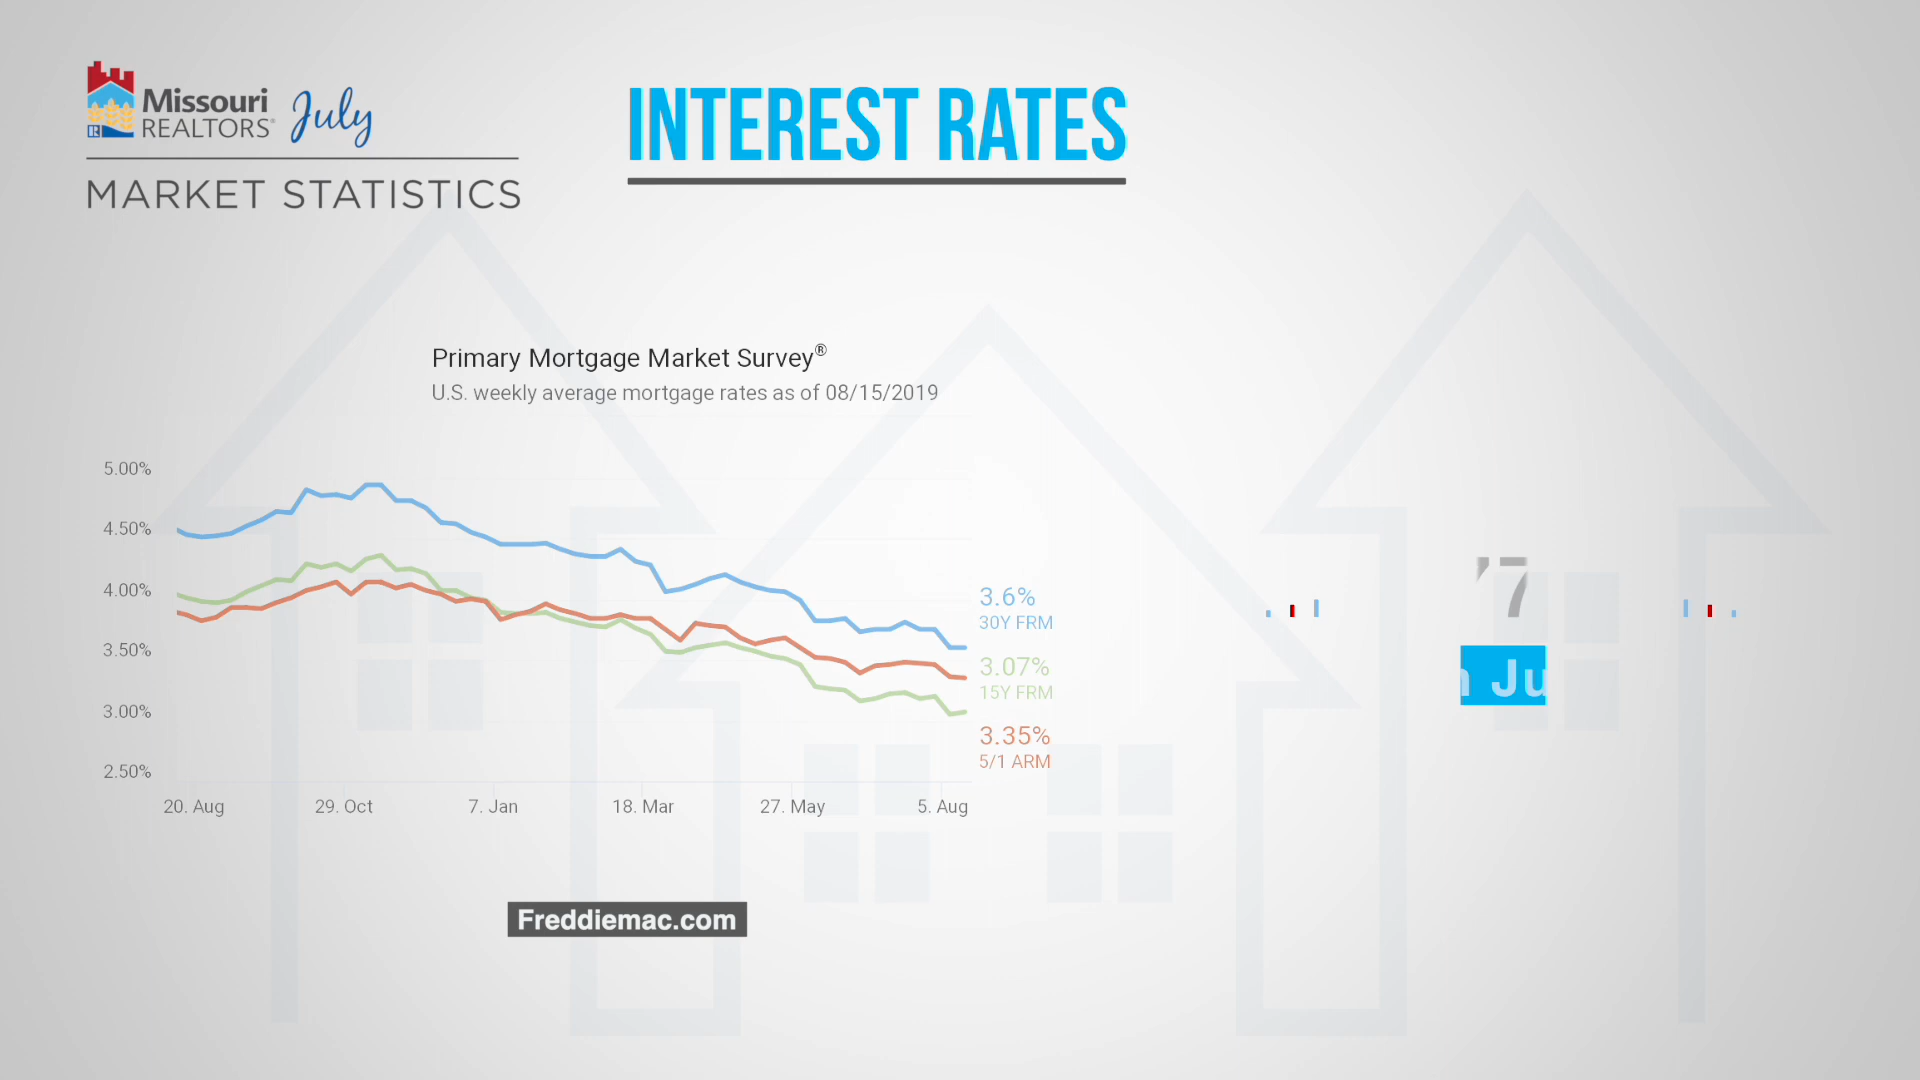 Missouri
REALTORS®
July
MARKET STATISTICS
INTEREST RATES
Primary Mortgage Market Survey®
U.S. weekly average mortgage rates as of 08/15/2019
5.00%
4.50%
4.00%
3.50%
3.00%
2.50%
20. Aug 29. Oct 7. Jan 18. Mar 27. May 5. Aug
3.6%
30Y FRM
3.07%
15Y FRM
3.35%
5/1 ARM
Freddiemac.com